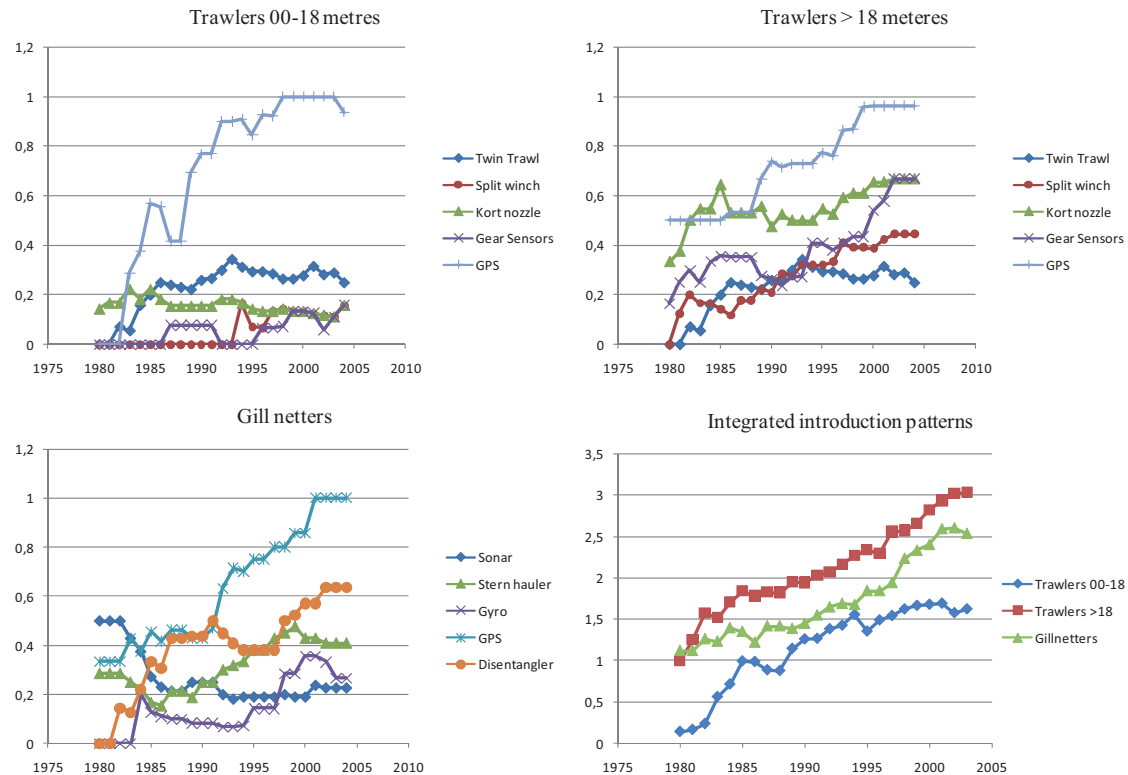 Trawlers 00-18 metres
1,2
1
0,8
0,6
0,4
0,2
0
1975 1980 1985 1990 1995 2000 2005 2010
Twin Trawl
Split winch
Kort nozzle
Gear Sensors
GPS
Trawlers > 18 meteres
1,2
1
0,8
0,6
0,4
0,2
0
1975 1980 1985 1990 1995 2000 2005 2010
Twin Trawl
Split winch
Kort nozzle
Gear Sensors
GPS
Gill netters
1,2
1
0,8
0,6
0,4
0,2
0
1975 1980 1985 1990 1995 2000 2005 2010
Sonar
Stern hauler
Gyro
GPS
Disentangler
Integrated introduction patterns
3,5
3
2,5
2
1,5
1
0,5
0
1975 1980 1985 1990 1995 2000 2005
Trawlers 00-18
Trawlers >18
Gillnetters